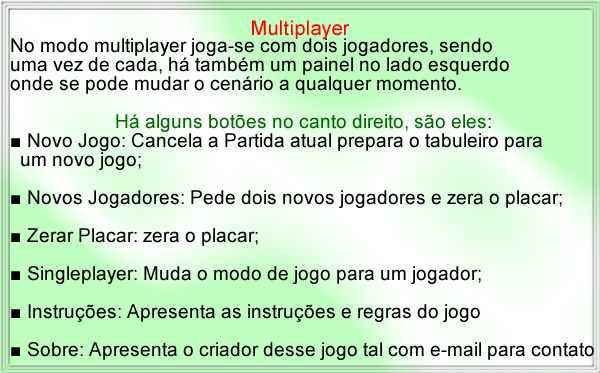 Multiplayer
No modo multiplayer joga-se com dois jogadores, sendo
uma vez de cada, há também um painel no lado esquerdo
onde se pode mudar o cenário a qualquer momento.
Há alguns botões no canto direito, são eles:
■ Novo Jogo: Cancela a Partida atual prepara o tabuleiro para
um novo jogo;
■ Novos Jogadores: Pede dois novos jogadores e zera o placar;
■ Zerar Placar: zera o placar;
■ Singleplayer: Muda o modo de jogo para um jogador;
■ Instruções: Apresenta as instruções e regras do jogo
■ Sobre: Apresenta o criador desse jogo tal com e-mail para contato